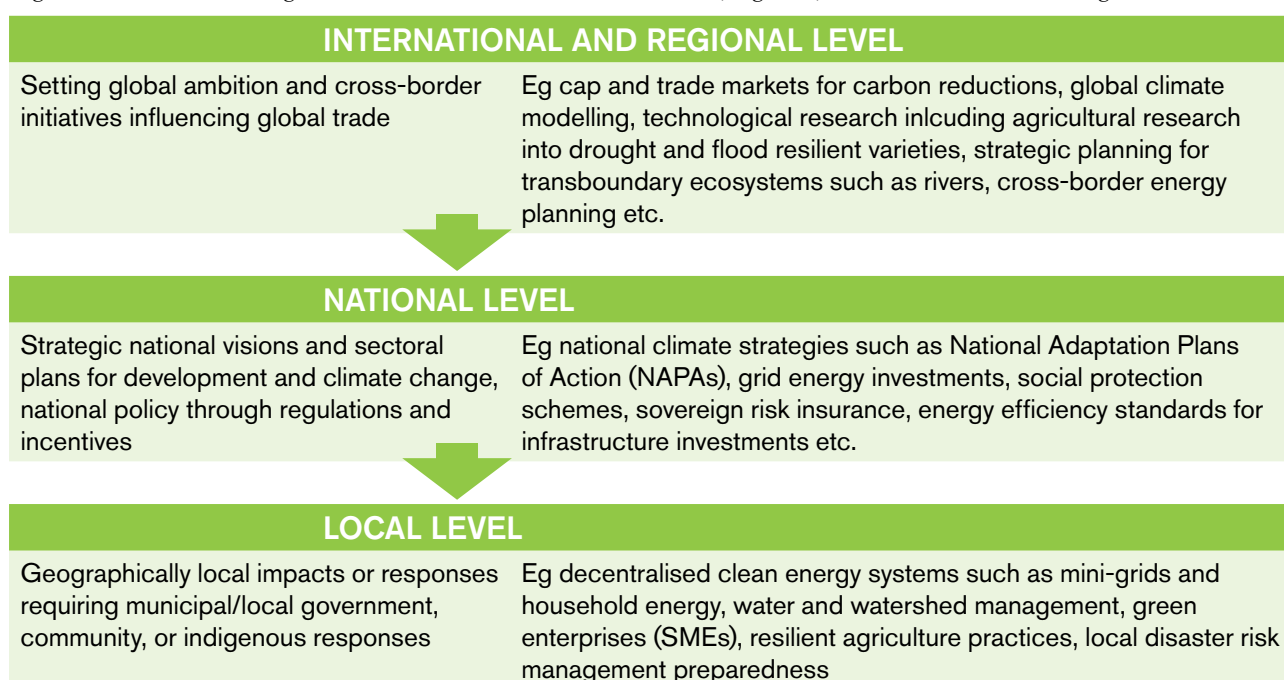 INTERNATIONAL AND REGIONAL LEVEL
Setting global ambition and cross-border
initiatives influencing global trade
Eg cap and trade markets for carbon reductions, global climate
modelling, technological research inlcuding agricultural research
into drought and flood resilient varieties, strategic planning for
transboundary ecosystems such as rivers, cross-border energy
planning etc.
NATIONAL LEVEL
Strategic national visions and sectoral
plans for development and climate change,
national policy through regulations and
incentives
Eg national climate strategies such as National Adaptation Plans
of Action (NAPAs), grid energy investments, social protection
schemes, sovereign risk insurance, energy efficiency standards for
infrastructure investments etc.
LOCAL LEVEL
Geographically local impacts or responses
requiring municipal/local government,
community, or indigenous responses
Eg decentralised clean energy systems such as mini-grids and
household energy, water and watershed management, green
enterprises (SMEs), resilient agriculture practices, local disaster risk
management preparedness